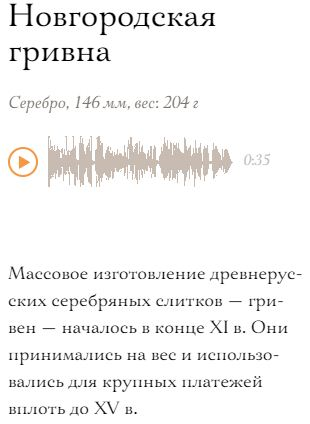 Новгородская
гривна
Серебро, 146 мм, вес: 204 г
0:35
Массовое изготовление древнерус-
ских серебряных слитков — гри-
вен — началось в конце XI в. Они
принимались на вес и использо-
вались для крупных платежей
вплоть до XV в.